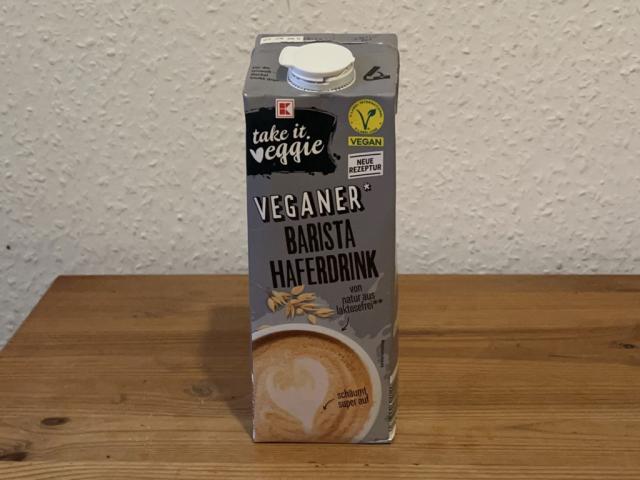 K
take it
veggie
VEGAN
NEUE
REZEPTUR
VEGANER*
BARISTA
HAFERDRINK
von
natur aus
laktosefrei**
schäumt
super auf